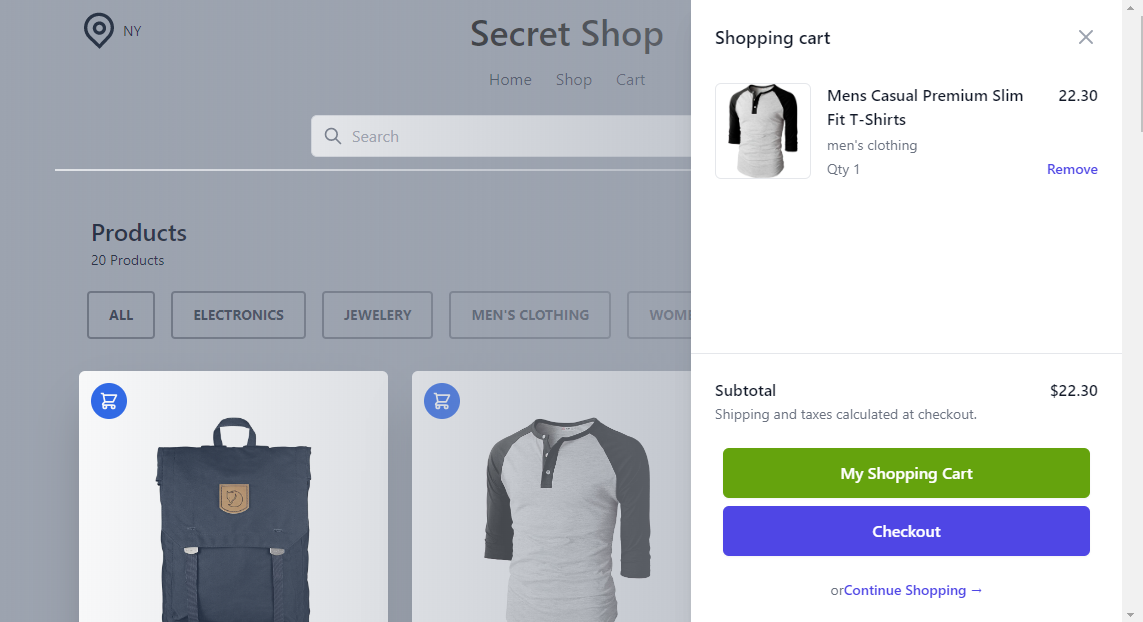 NY
Secret Shop
Home Shop Cart
Search
Products
20 Products
ALL
ELECTRONICS
JEWELERY
MEN'S CLOTHING
Shopping cart
Mens Casual Premium Slim
Fit T-Shirts
22.30
men's clothing
Qty 1
Remove
Subtotal
$22.30
Shipping and taxes calculated at checkout.
My Shopping Cart
Checkout
orContinue Shopping →